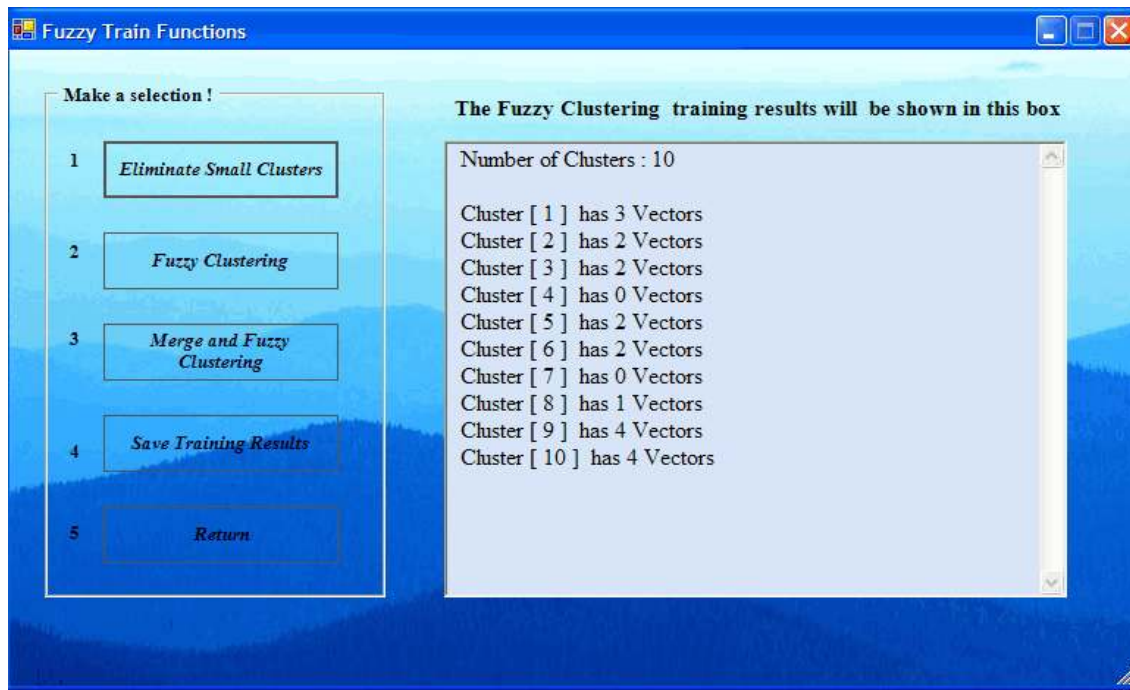 Fuzzy Train Functions
Make a selection !
1
Eliminate Small Clusters
2
Fuzzy Clustering
3
Merge and Fuzzy
Clustering
4
Save Training Results
5
Return
The Fuzzy Clustering training results will be shown in this box
Number of Clusters : 10
Cluster [ 1 ] has 3 Vectors
Cluster [ 2 ] has 2 Vectors
Cluster [ 3 ] has 2 Vectors
Cluster [ 4 ] has 0 Vectors
Cluster [ 5 ] has 2 Vectors
Cluster [ 6 ] has 2 Vectors
Cluster [ 7 ] has 0 Vectors
Cluster [ 8 ] has 1 Vectors
Cluster [ 9 ] has 4 Vectors
Cluster [ 10 ] has 4 Vectors